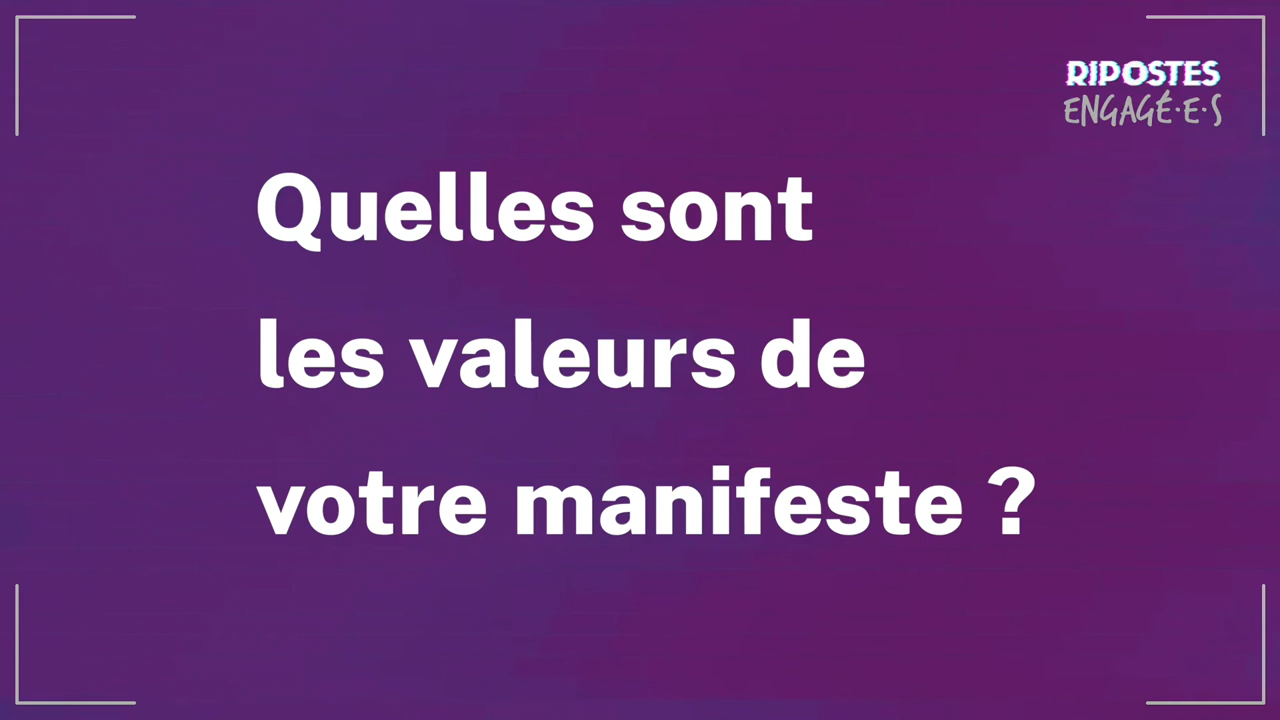 RIPOSTES
ENGAGÉ·E·S
Quelles sont
les valeurs de
votre manifeste ?